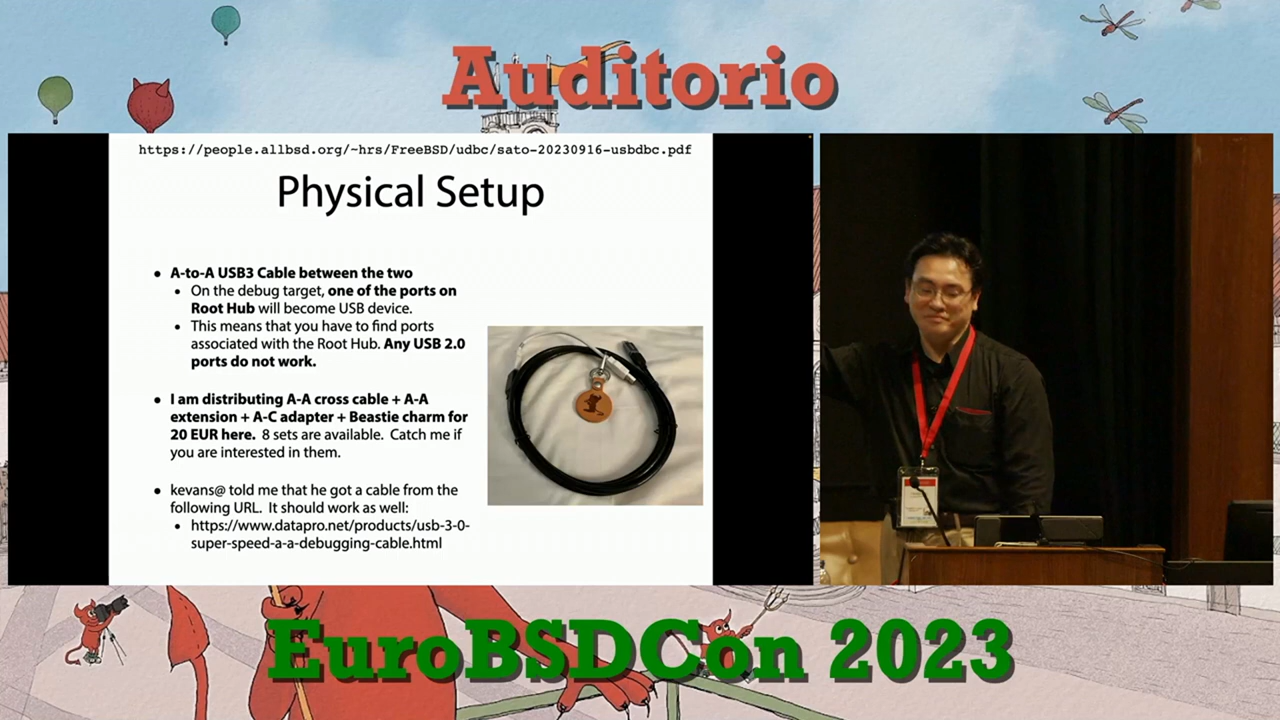 Auditorio
https://people.allbsd.org/~hrs/FreeBSD/udbc/sato-20230916-usbdbc.pdf
Physical Setup
• A-to-A USB3 Cable between the two
• On the debug target, one of the ports on
Root Hub will become USB device.
• This means that you have to find ports
associated with the Root Hub. Any USB 2.0
ports do not work.
• I am distributing A-A cross cable + A-A
extension + A-C adapter + Beastie charm for
20 EUR here. 8 sets are available. Catch me if
you are interested in them.
• kevans@ told me that he got a cable from the
following URL. It should work as well:
• https://www.datapro.net/products/usb-3-0-
super-speed-a-a-debugging-cable.html
EuroBSDCon 2023